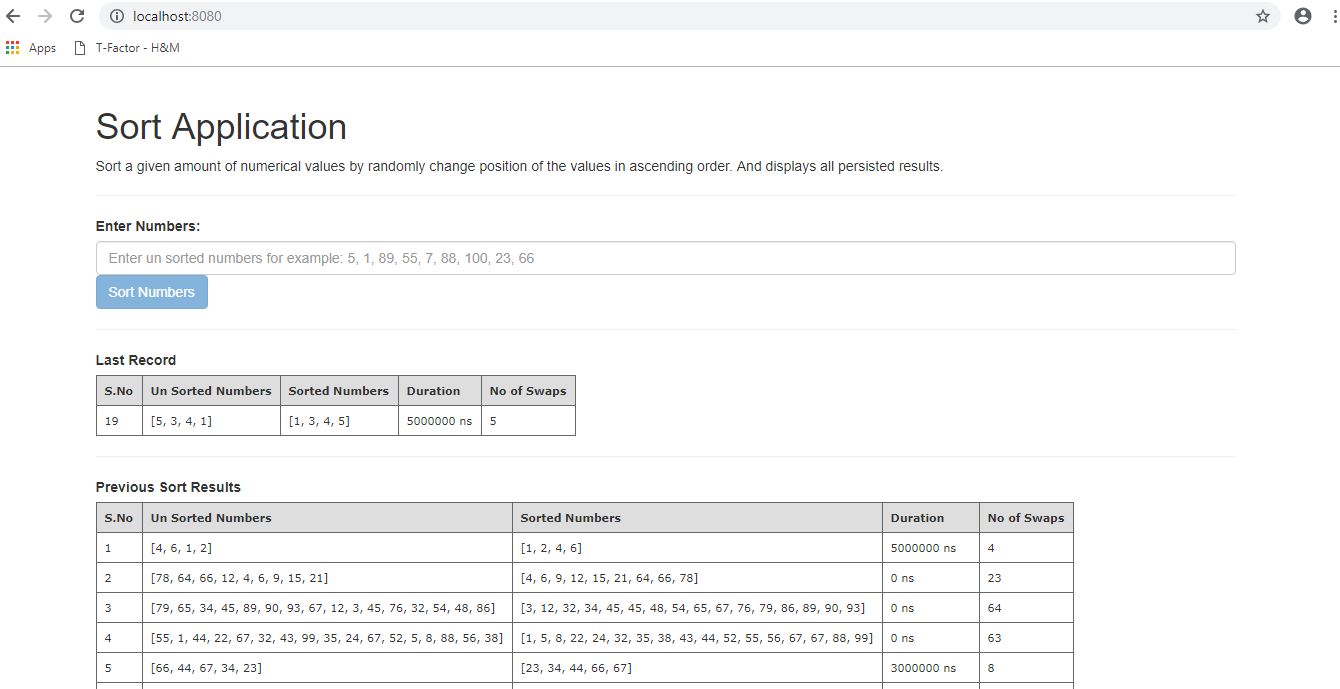 localhost:8080
Apps T-Factor - H&M
Sort Application
Sort a given amount of numerical values by randomly change position of the values in ascending order. And displays all persisted results.
Enter Numbers:
Enter un sorted numbers for example: 5, 1, 89, 55, 7, 88, 100, 23, 66
Sort Numbers
Last Record
S.No Un Sorted Numbers Sorted Numbers Duration No of Swaps
19 [5, 3, 4, 1] [1, 3, 4, 5] 5000000 ns 5
Previous Sort Results
S.No Un Sorted Numbers Sorted Numbers Duration No of Swaps
1 [4, 6, 1, 2] [1, 2, 4, 6] 5000000 ns 4
2 [78, 64, 66, 12, 4, 6, 9, 15, 21] [4, 6, 9, 12, 15, 21, 64, 66, 78] 0 ns 23
3 [79, 65, 34, 45, 89, 90, 93, 67, 12, 3, 45, 76, 32, 54, 48, 86] [3, 12, 32, 34, 45, 45, 48, 54, 65, 67, 76, 79, 86, 89, 90, 93] 0 ns 64
4 [55, 1, 44, 22, 67, 32, 43, 99, 35, 24, 67, 52, 5, 8, 88, 56, 38] [1, 5, 8, 22, 24, 32, 35, 38, 43, 44, 52, 55, 56, 67, 67, 88, 99] 0 ns 63
5 [66, 44, 67, 34, 23] [23, 34, 44, 66, 67] 3000000 ns 8